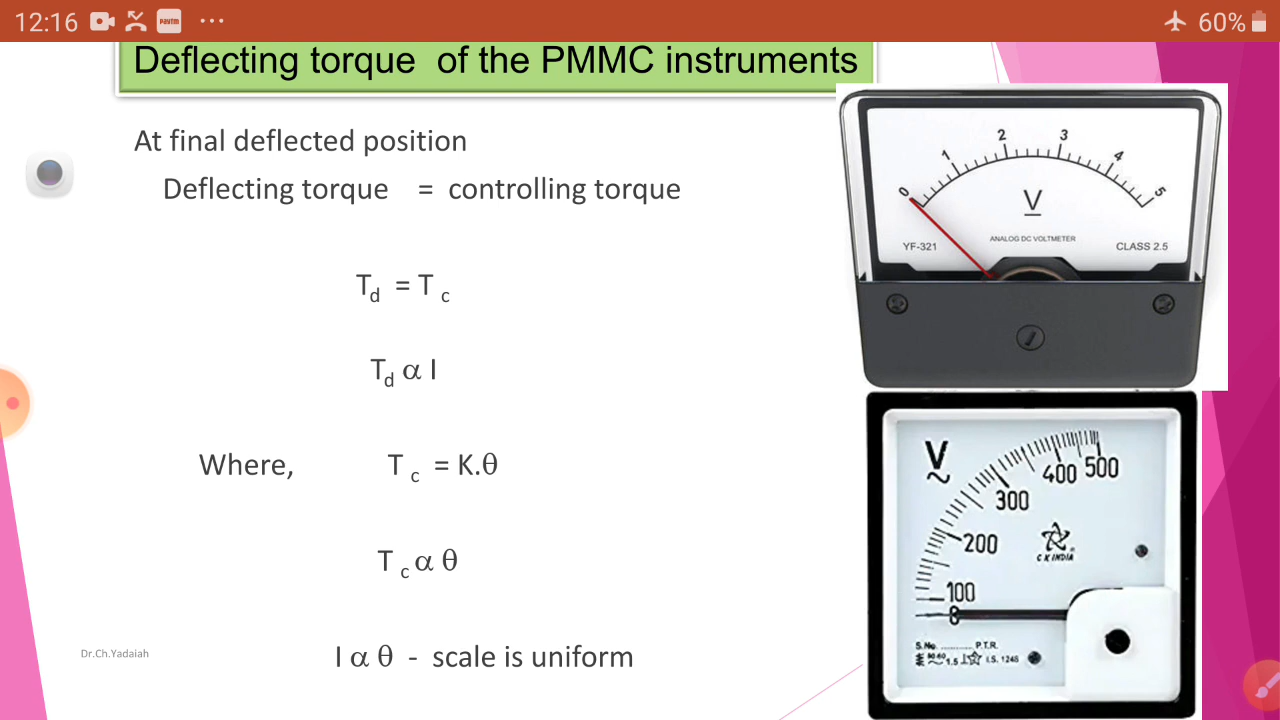 12:16
paytm
60%
Deflecting torque of the PMMC instruments
At final deflected position
Deflecting torque = controlling torque
T_d = T_c
T_d α I
Where, T_c = K.θ
T_c α θ
I α θ - scale is uniform
Dr.Ch.Yadaiah
0 1 2 3 4 5
V
ANALOG DC VOLTMETER
YF-321
CLASS 2.5
V
500
400
300
200
100
0
C K INDIA
S.No. ............ P.T.R.
1.5 I.S. 1248